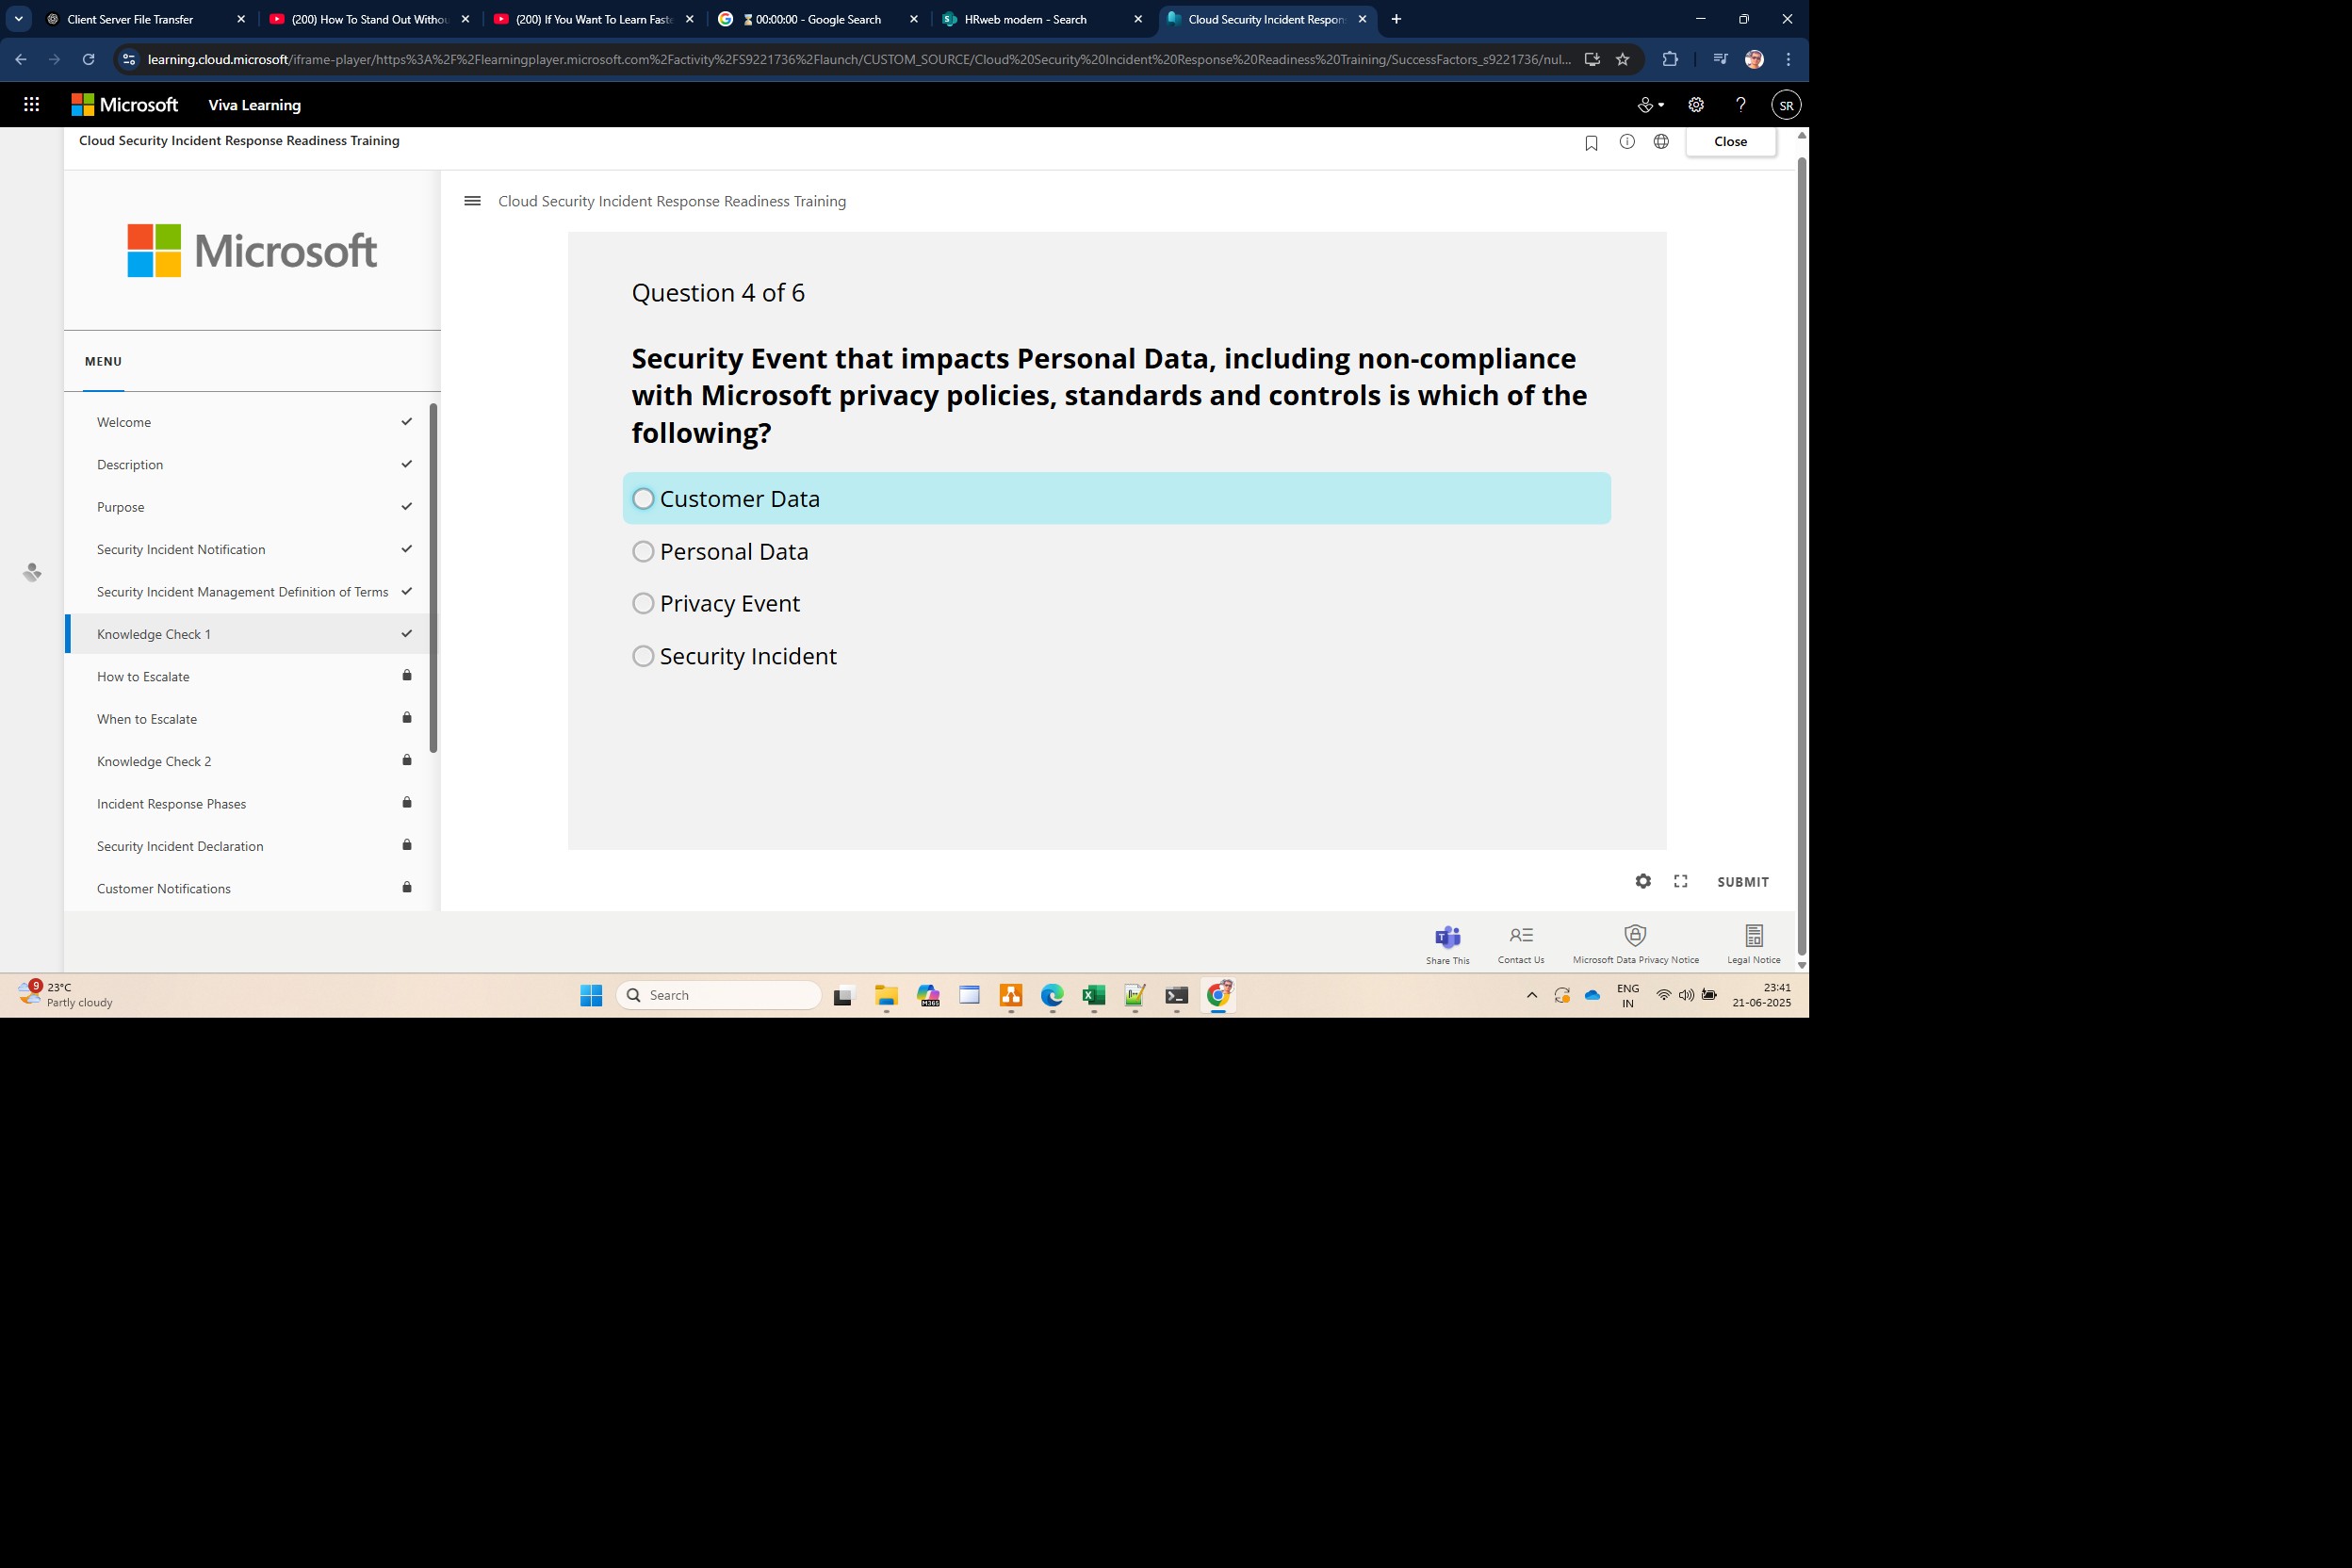 Client Server File Transfer
(200) How To Stand Out Withou
(200) If You Want To Learn Faste
00:00:00 - Google Search
HRweb modern - Search
Cloud Security Incident Respon
learning.cloud.microsoft/iframe-player/https%3A%2F%2Flearningplayer.microsoft.com%2Factivity%2FS9221736%2Flaunch/CUSTOM_SOURCE/Cloud%20Security%20Incident%20Response%20Readiness%20Training/SuccessFactors_s9221736/nul...
Microsoft
Viva Learning
SR
Cloud Security Incident Response Readiness Training
Close
Microsoft
MENU
Welcome
Description
Purpose
Security Incident Notification
Security Incident Management Definition of Terms
Knowledge Check 1
How to Escalate
When to Escalate
Knowledge Check 2
Incident Response Phases
Security Incident Declaration
Customer Notifications
Cloud Security Incident Response Readiness Training
Question 4 of 6
Security Event that impacts Personal Data, including non-compliance
with Microsoft privacy policies, standards and controls is which of the
following?
Customer Data
Personal Data
Privacy Event
Security Incident
SUBMIT
Share This
Contact Us
Microsoft Data Privacy Notice
Legal Notice
9
23°C
Partly cloudy
Search
M365
ENG
IN
23:41
21-06-2025